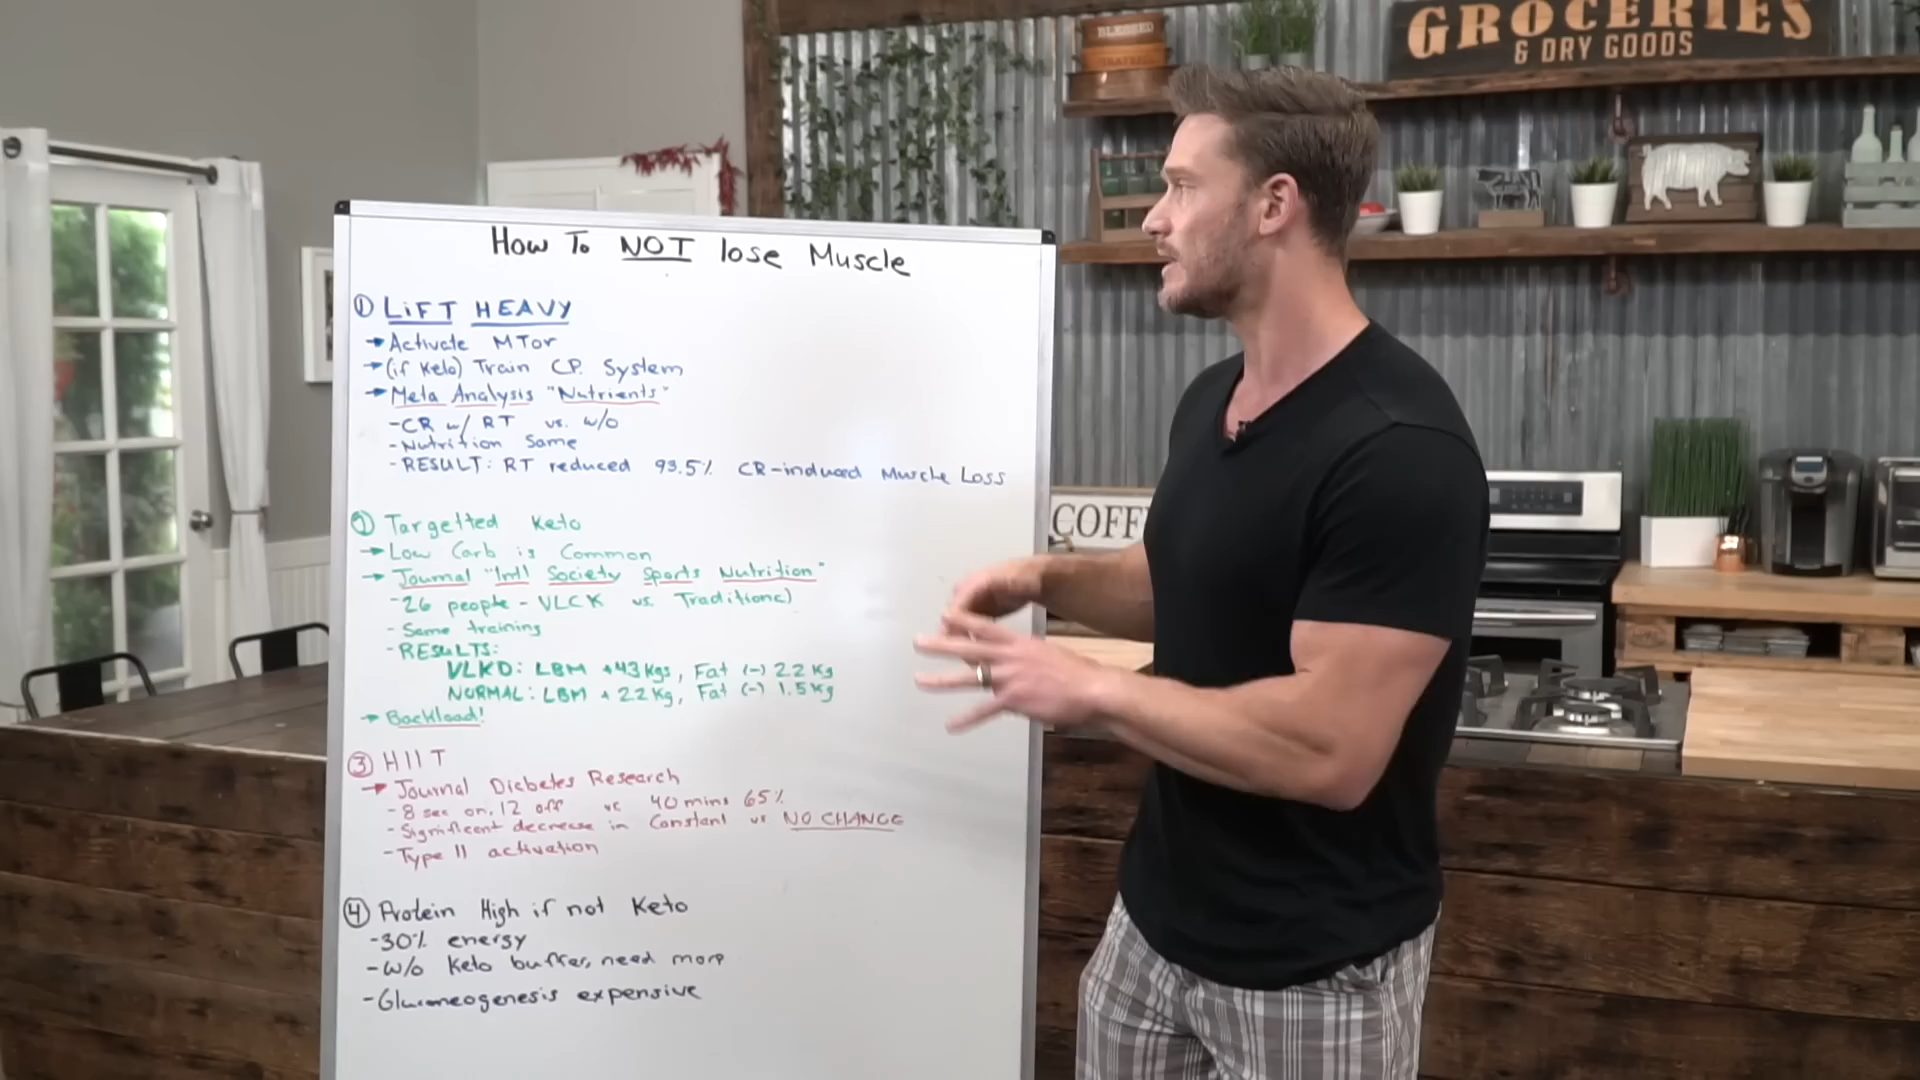 BLESSED
GROCERIES
& DRY GOODS
How To NOT lose Muscle
① LiFT HEAVY
→ Activate MTor
→ (if Keto) Train C.P. System
→ Meta Analysis "Nutrients"
- CR w/ RT vs. w/o
- Nutrition Same
- RESULT: RT reduced 93.5% CR-induced Muscle Loss
② Targetted Keto
→ Low Carb is Common
→ Journal "Intl Society Sports Nutrition"
- 26 people - VLCK vs. Traditional
- Same training
- RESULTS:
VLKD: LBM +43 kgs, Fat (-) 2.2 Kg
NORMAL: LBM + 2.2 Kg, Fat (-) 1.5 Kg
→ Backload!
③ HIIT
→ Journal Diabetes Research
- 8 sec on, 12 off vs 40 mins 65%
- Significant decrease in Constant vs NO CHANGE
- Type II activation
④ Protein High if not Keto
- 30% energy
- w/o Keto buffer, need more
- Gluconeogenesis expensive
COFF